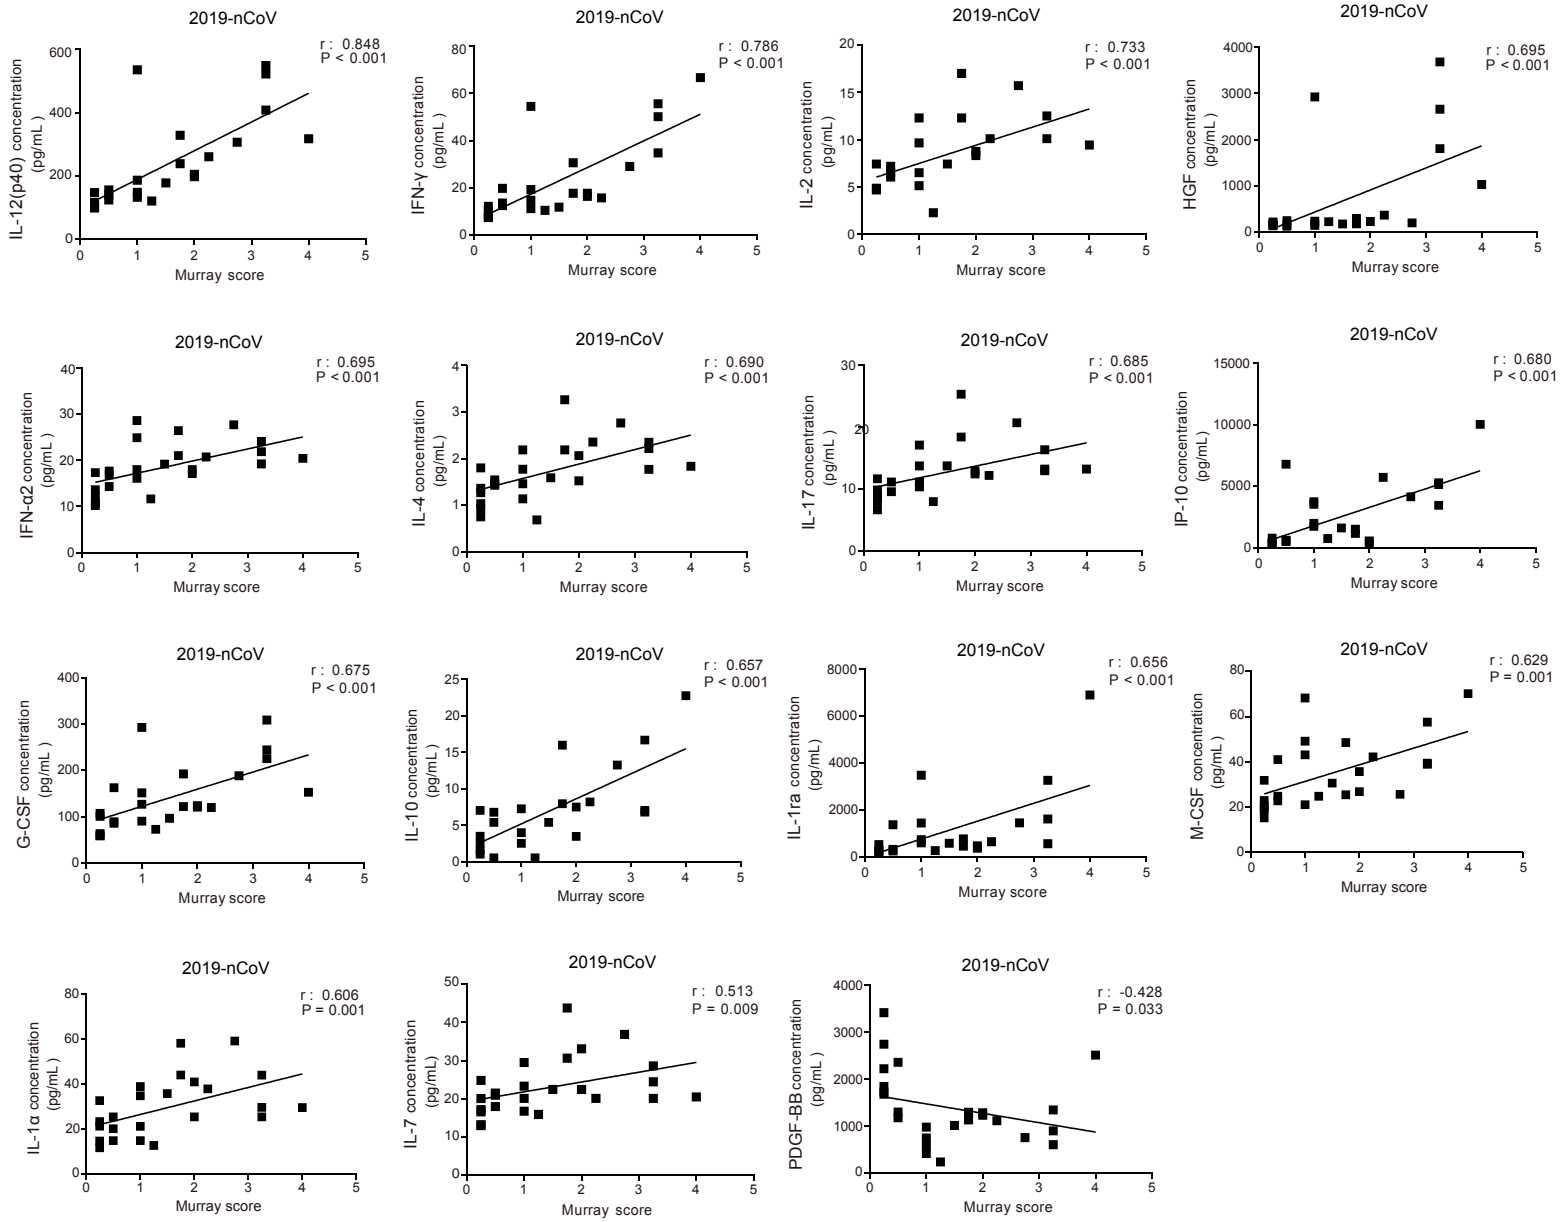 2019-nCoV
r : 0.848
P < 0.001
IL-12(p40) concentration
(pg/mL )
600
400
200
0
0 1 2 3 4 5
Murray score
2019-nCoV
r : 0.786
P < 0.001
IFN-γ concentration
(pg/mL )
80
60
40
20
0
0 1 2 3 4 5
Murray score
2019-nCoV
r : 0.733
P < 0.001
IL-2 concentration
(pg/mL )
20
15
10
5
0
0 1 2 3 4 5
Murray score
2019-nCoV
r : 0.695
P < 0.001
HGF concentration
(pg/mL )
4000
3000
2000
1000
0
0 1 2 3 4 5
Murray score
2019-nCoV
r : 0.695
P < 0.001
IFN-α2 concentration
(pg/mL )
40
30
20
10
0
0 1 2 3 4 5
Murray score
2019-nCoV
r : 0.690
P < 0.001
IL-4 concentration
(pg/mL )
4
3
2
1
0
0 1 2 3 4 5
Murray score
2019-nCoV
r : 0.685
P < 0.001
IL-17 concentration
(pg/mL )
30
20
10
0
0 1 2 3 4 5
Murray score
2019-nCoV
r : 0.680
P < 0.001
IP-10 concentration
(pg/mL )
15000
10000
5000
0
0 1 2 3 4 5
Murray score
2019-nCoV
r : 0.675
P < 0.001
G-CSF concentration
(pg/mL )
400
300
200
100
0
0 1 2 3 4 5
Murray score
2019-nCoV
r : 0.657
P < 0.001
IL-10 concentration
(pg/mL )
25
20
15
10
5
0
0 1 2 3 4 5
Murray score
2019-nCoV
r : 0.656
P < 0.001
IL-1ra concentration
(pg/mL )
8000
6000
4000
2000
0
0 1 2 3 4 5
Murray score
2019-nCoV
r : 0.629
P = 0.001
M-CSF concentration
(pg/mL )
80
60
40
20
0
0 1 2 3 4 5
Murray score
2019-nCoV
r : 0.606
P = 0.001
IL-1α concentration
(pg/mL )
80
60
40
20
0
0 1 2 3 4 5
Murray score
2019-nCoV
r : 0.513
P = 0.009
IL-7 concentration
(pg/mL )
50
40
30
20
10
0
0 1 2 3 4 5
Murray score
2019-nCoV
r : -0.428
P = 0.033
PDGF-BB concentration
(pg/mL )
4000
3000
2000
1000
0
0 1 2 3 4 5
Murray score